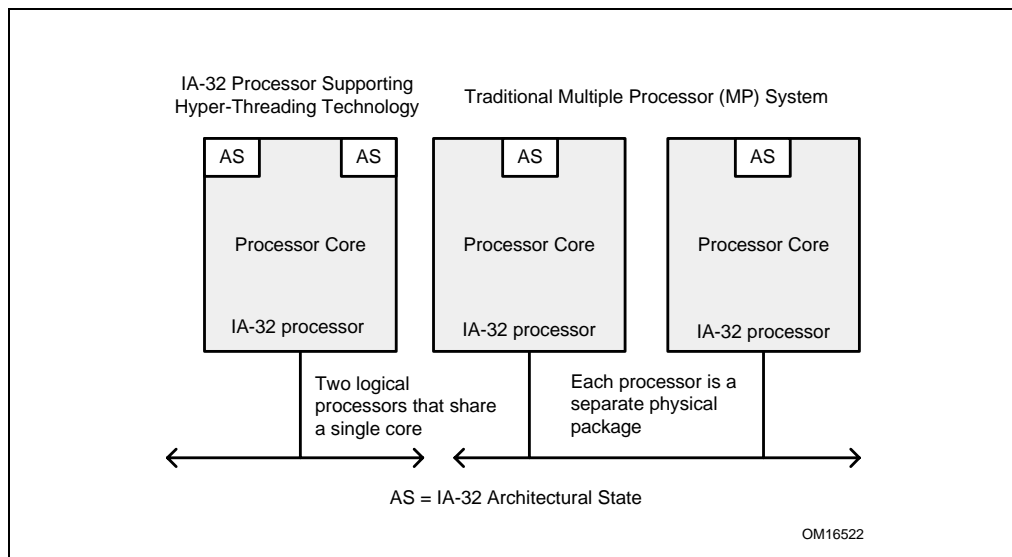 IA-32 Processor Supporting
Hyper-Threading Technology
Traditional Multiple Processor (MP) System
AS
AS
AS
AS
Processor Core
Processor Core
Processor Core
IA-32 processor
IA-32 processor
IA-32 processor
Two logical
processors that share
a single core
Each processor is a
separate physical
package
AS = IA-32 Architectural State
OM16522